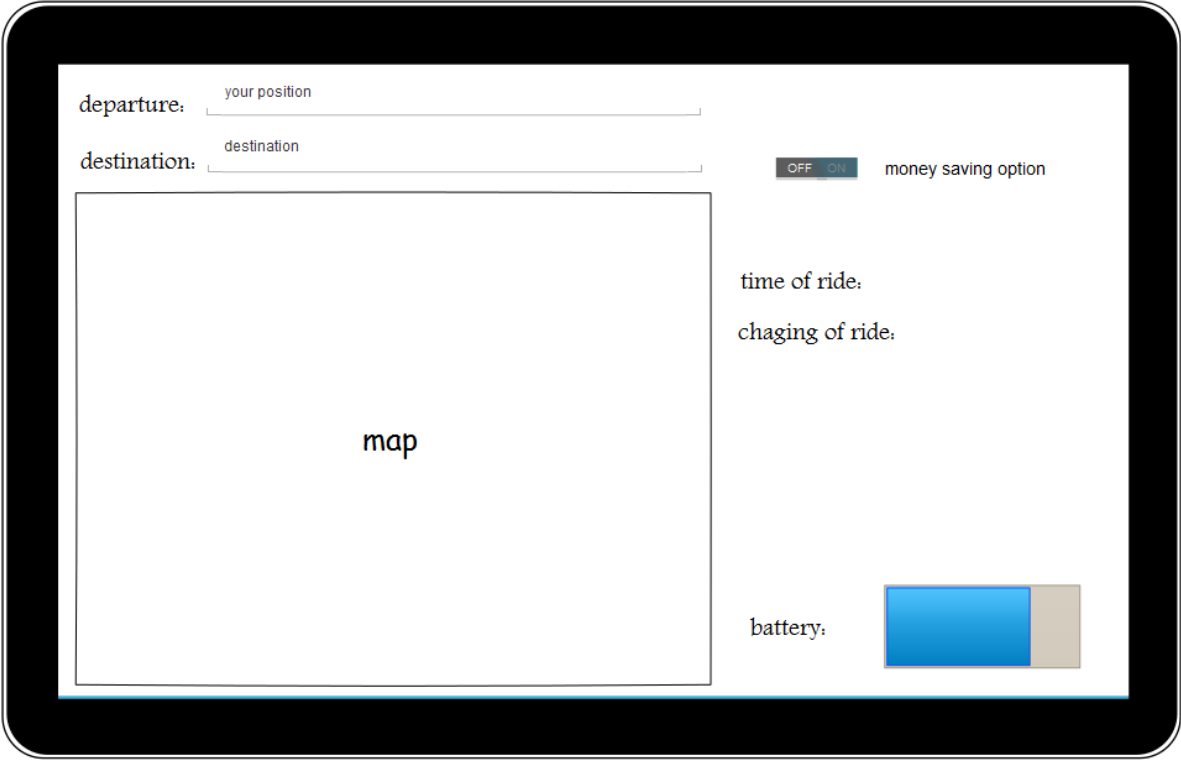 departure: your position
destination: destination
OFF ON money saving option
time of ride:
chaging of ride:
map
battery: